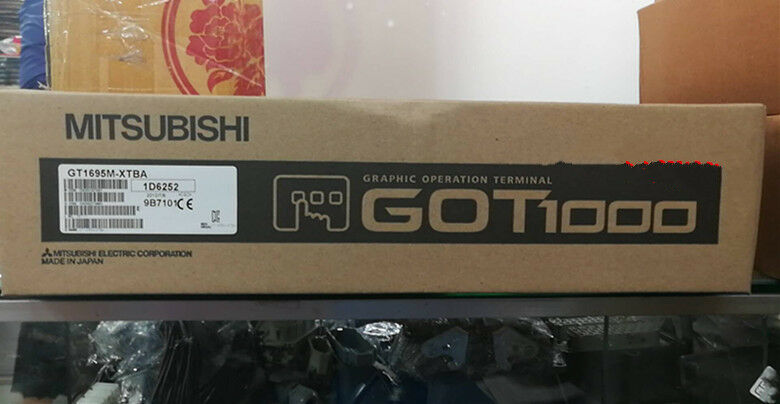 MITSUBISHI
GT1695M-XTBA
1D6252
9B7101 CE
GRAPHIC OPERATION TERMINAL
GOT1000
MITSUBISHI ELECTRIC CORPORATION
MADE IN JAPAN